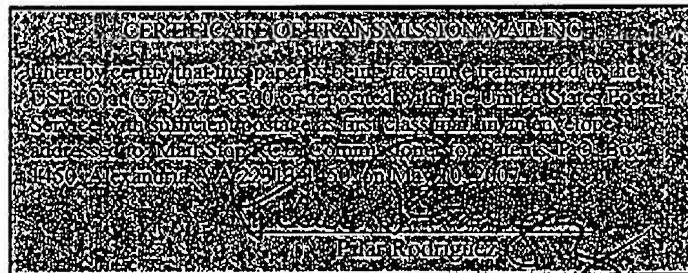 CERTIFICATE OF TRANSMISSION/MAILING
I hereby certify that this paper is being facsimile transmitted to the
USPTO at (571) 273-8300 or deposited with the United States Postal
Service with sufficient postage as first class mail in an envelope
addressed to: Mail Stop Commissioner for Patents, P.O. Box
1450, Alexandria, VA 22313-1450 on May 2007.
Pilar Rodriguez